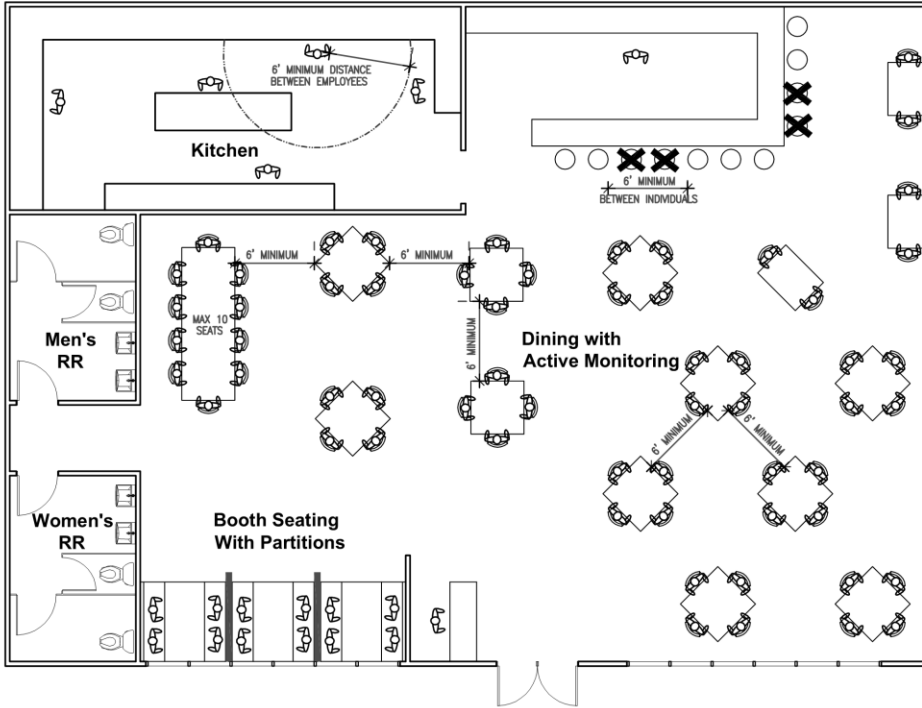 6' MINIMUM DISTANCE
BETWEEN EMPLOYEES
Kitchen
6' MINIMUM
BETWEEN INDIVIDUALS
6' MINIMUM
6' MINIMUM
MAX 10
SEATS
Men's
RR
6' MINIMUM
Dining with
Active Monitoring
6' MINIMUM
6' MINIMUM
Women's
RR
Booth Seating
With Partitions